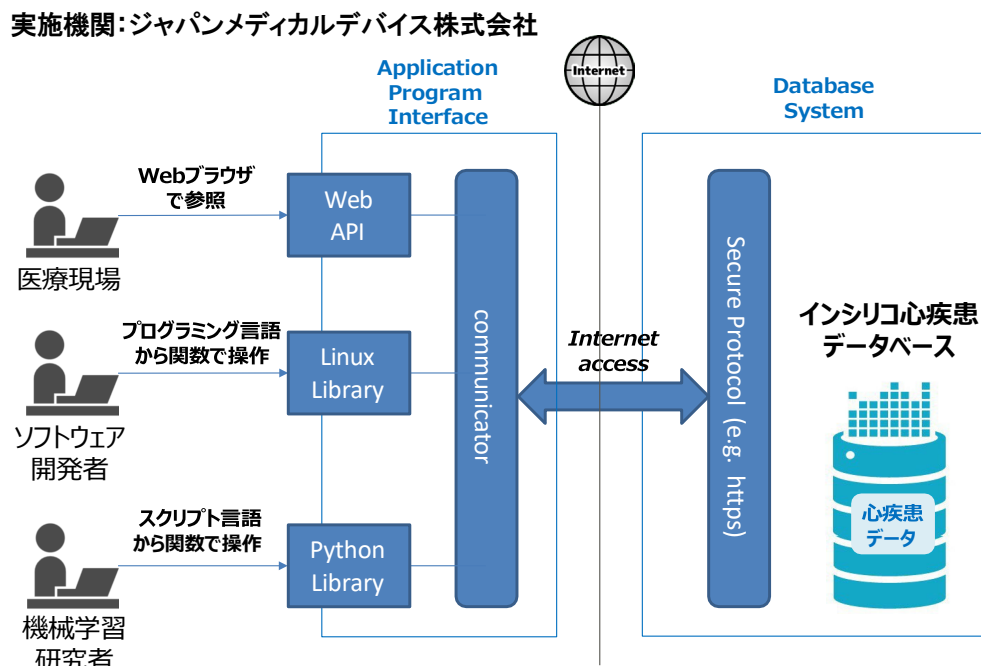 実施機関：ジャパンメディカルデバイス株式会社
Application
Program
Interface
Internet
Database
System
Webブラウザ
で参照
Web
API
医療現場
プログラミング言語
から関数で操作
Linux
Library
ソフトウェア
開発者
スクリプト言語
から関数で操作
Python
Library
機械学習
研究者
communicator
Internet
access
Secure Protocol (e.g. https)
インシリコ心疾患
データベース
心疾患
データ